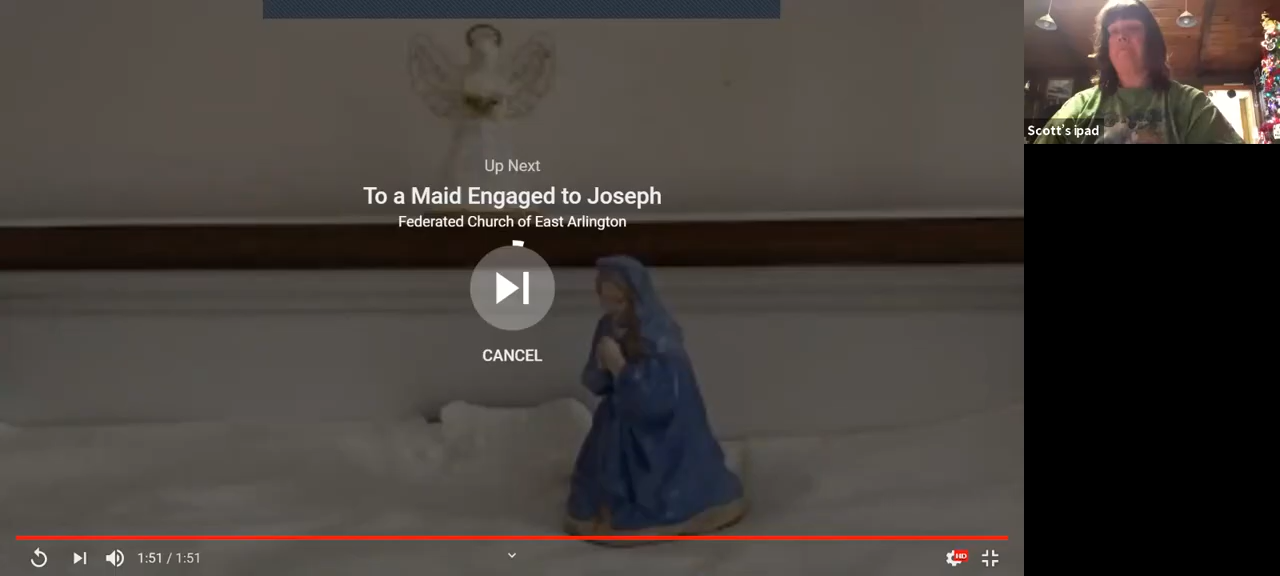 Up Next
To a Maid Engaged to Joseph
Federated Church of East Arlington
CANCEL
1:51 / 1:51
HD
Scott's ipad